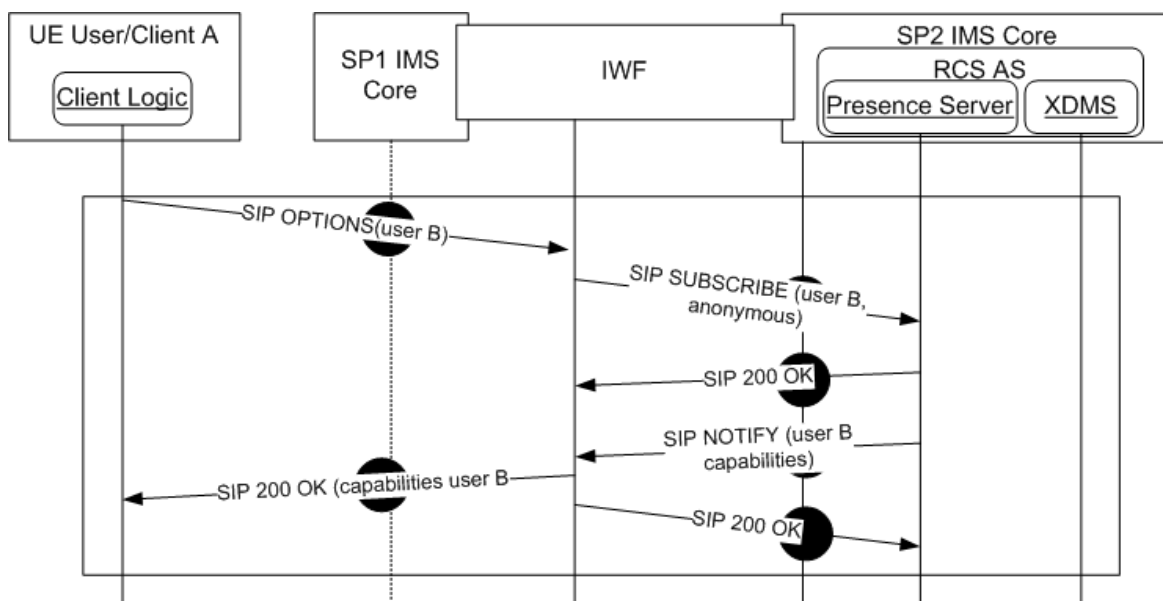 UE User/Client A
Client Logic
SP1 IMS
Core
IWF
SP2 IMS Core
RCS AS
Presence Server
XDMS
SIP OPTIONS(user B)
SIP SUBSCRIBE (user B,
anonymous)
SIP 200 OK
SIP NOTIFY (user B
capabilities)
SIP 200 OK (capabilities user B
SIP 200 OK